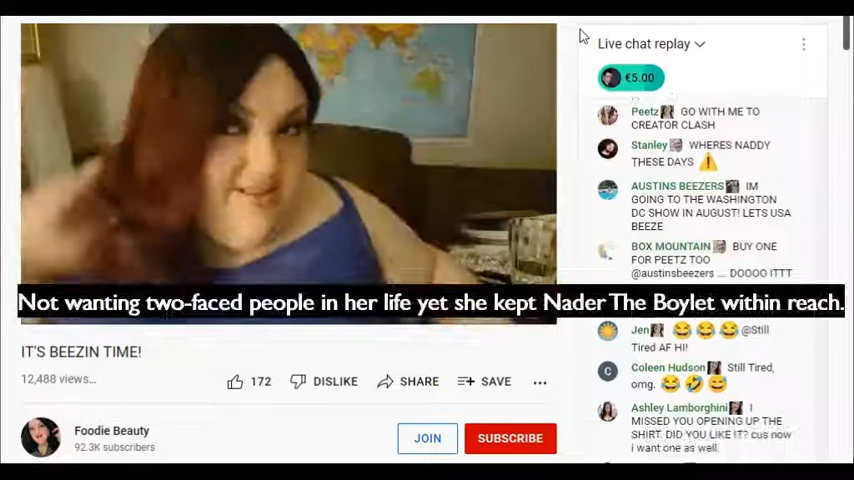 Live chat replay
€5.00
Peetz GO WITH ME TO
CREATOR CLASH
Stanley WHERES NADDY
THESE DAYS
AUSTINS BEEZERS IM
GOING TO THE WASHINGTON
DC SHOW IN AUGUST! LETS USA
BEEZE
BOX MOUNTAIN BUY ONE
FOR PEETZ TOO
@austinsbeezers .... DOOOO ITTT
Not wanting two-faced people in her life yet she kept Nader The Boylet within reach.
Jen 😂😂😂 @Still
Tired AF HI!
IT'S BEEZIN TIME!
12,488 views...
172
DISLIKE
SHARE
SAVE
C
Coleen Hudson Still Tired,
omg. 😂🤣😅
Ashley Lamborghini I
MISSED YOU OPENING UP THE
SHIRT. DID YOU LIKE IT? cus now
i want one as well.
Foodie Beauty
92.3K subscribers
JOIN
SUBSCRIBE